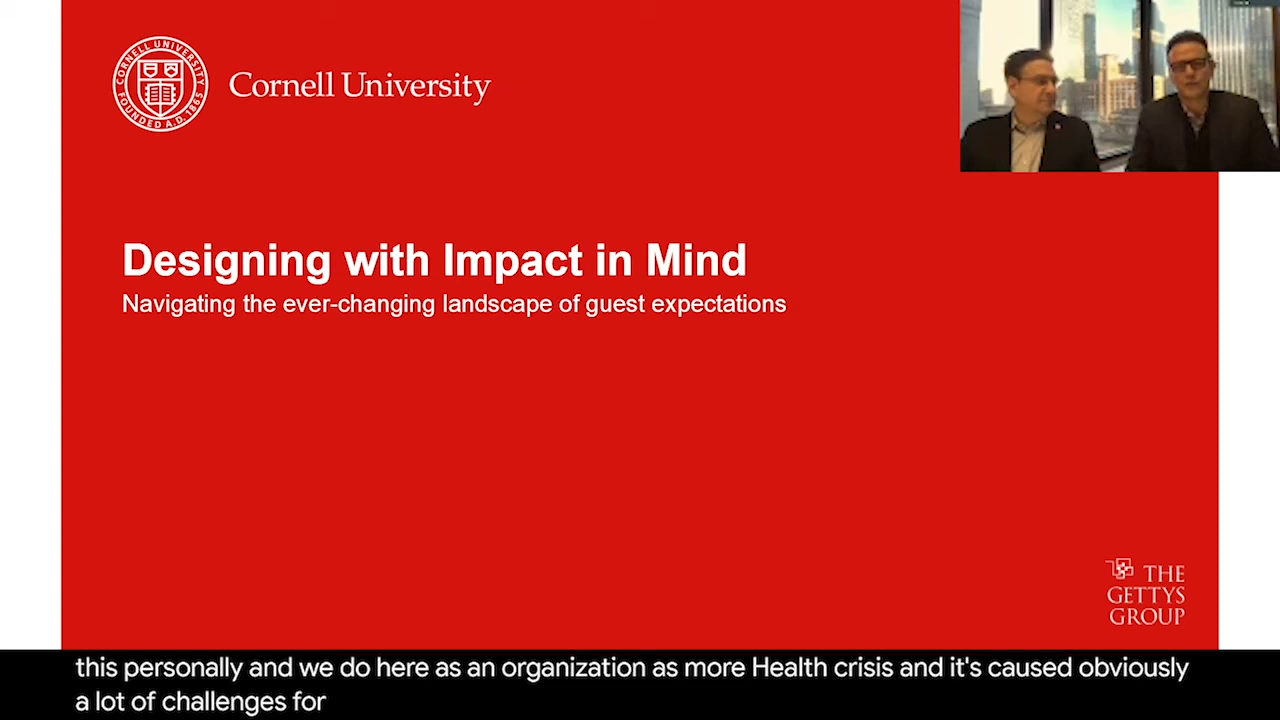 CORNELL UNIVERSITY
FOUNDED A.D. 1865
Cornell University
Designing with Impact in Mind
Navigating the ever-changing landscape of guest expectations
THE
GETTYS
GROUP
this personally and we do here as an organization as more Health crisis and it's caused obviously
a lot of challenges for